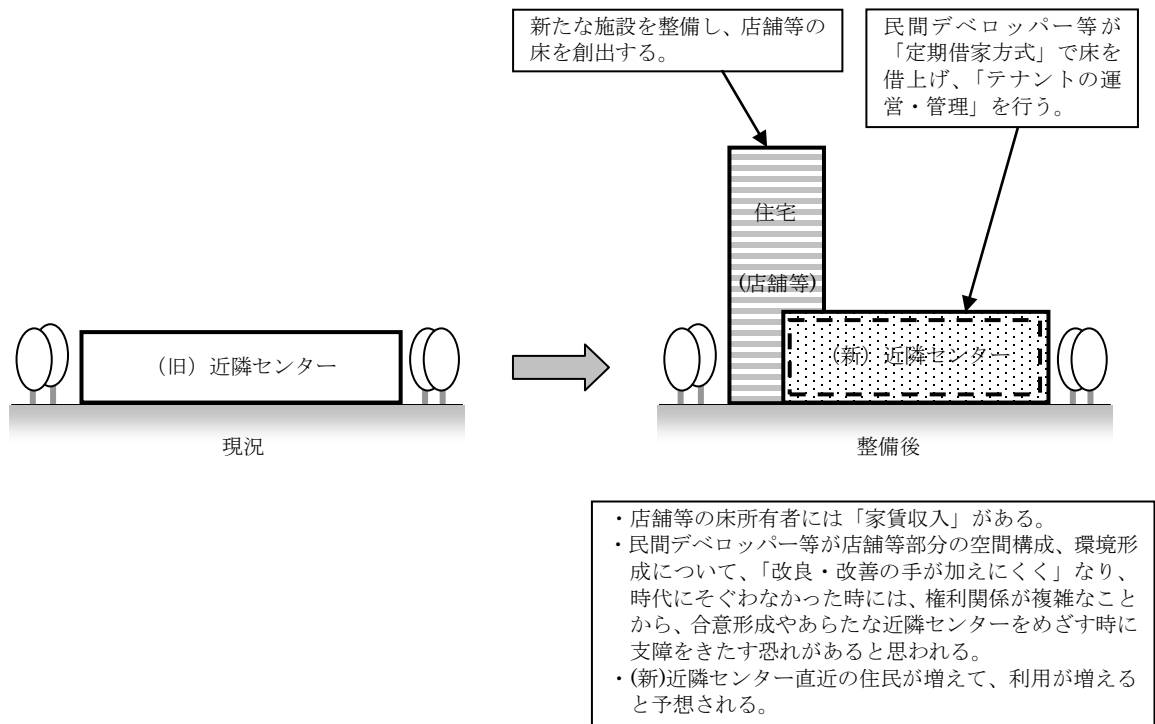 新たな施設を整備し、店舗等の
床を創出する。
民間デベロッパー等が
「定期借家方式」で床を
借上げ、「テナントの運
営・管理」を行う。
住宅
(店舗等)
(旧)近隣センター
(新)近隣センター
現況
整備後
・店舗等の床所有者には「家賃収入」がある。
・民間デベロッパー等が店舗等部分の空間構成、環境形
成について、「改良・改善の手が加えにくく」なり、
時代にそぐわなかった時には、権利関係が複雑なこと
から、合意形成やあらたな近隣センターをめざす時に
支障をきたす恐れがあると思われる。
・(新)近隣センター直近の住民が増えて、利用が増える
と予想される。